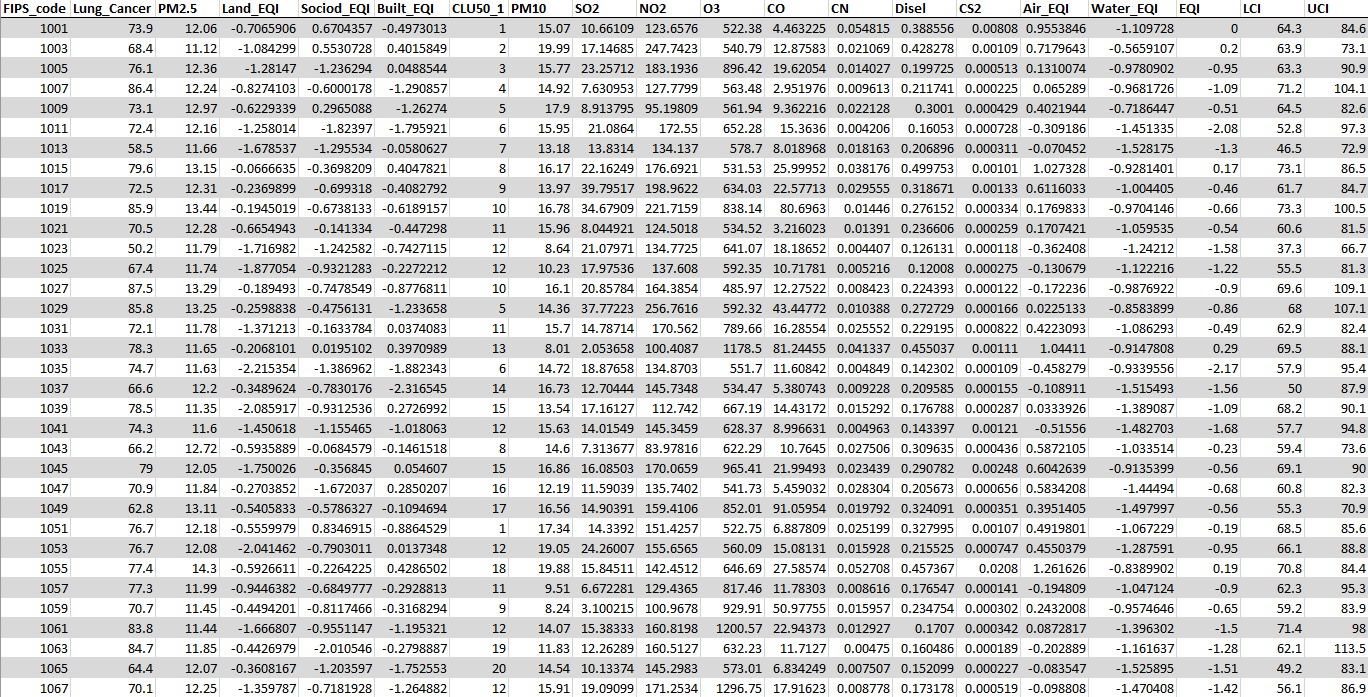 FIPS_code Lung_Cancer PM2.5 Land_EQI Sociod_EQI Built_EQI CLU50_1 PM10 SO2 NO2 O3 CO CN Disel CS2 Air_EQI Water_EQI EQI LCI UCI
1001 73.9 12.06 -0.7065906 0.6704357 -0.4973013 1 15.07 10.66109 123.6576 522.38 4.463225 0.054815 0.388556 0.00808 0.9553846 -1.109728 0 64.3 84.6
1003 68.4 11.12 -1.084299 0.5530728 0.4015849 2 19.99 17.14685 247.7423 540.79 12.87583 0.021069 0.428278 0.00109 0.7179643 -0.5659107 0.2 63.9 73.1
1005 76.1 12.36 -1.28147 -1.236294 0.0488544 3 15.77 23.25712 183.1936 896.42 19.62054 0.014027 0.199725 0.000513 0.1310074 -0.9780902 -0.95 63.3 90.9
1007 86.4 12.24 -0.8274103 -0.6000178 -1.290857 4 14.92 7.630953 127.7799 563.48 2.951976 0.009613 0.211741 0.000225 0.065289 -0.9681726 -1.09 71.2 104.1
1009 73.1 12.97 -0.6229339 0.2965088 -1.26274 5 17.9 8.913795 95.19809 561.94 9.362216 0.022128 0.3001 0.000429 0.4021944 -0.7186447 -0.51 64.5 82.6
1011 72.4 12.16 -1.258014 -1.82397 -1.795921 6 15.95 21.0864 172.55 652.28 15.3636 0.004206 0.16053 0.000728 -0.309186 -1.451335 -2.08 52.8 97.3
1013 58.5 11.66 -1.678537 -1.295534 -0.0580627 7 13.18 13.8314 134.137 578.7 8.018968 0.018163 0.206896 0.000311 -0.070452 -1.528175 -1.3 46.5 72.9
1015 79.6 13.15 -0.0666635 -0.3698209 0.4047821 8 16.17 22.16249 176.6921 531.53 25.99952 0.038176 0.499753 0.00101 1.027328 -0.9281401 0.17 73.1 86.5
1017 72.5 12.31 -0.2369899 -0.699318 -0.4082792 9 13.97 39.79517 198.9622 634.03 22.57713 0.029555 0.318671 0.00133 0.6116033 -1.004405 -0.46 61.7 84.7
1019 85.9 13.44 -0.1945019 -0.6738133 -0.6189157 10 16.78 34.67909 221.7159 838.14 80.6963 0.01446 0.276152 0.000334 0.1769833 -0.9704146 -0.66 73.3 100.5
1021 70.5 12.28 -0.6654943 -0.141334 -0.447298 11 15.96 8.044921 124.5018 534.52 3.216023 0.01391 0.236606 0.000259 0.1707421 -1.059535 -0.54 60.6 81.5
1023 50.2 11.79 -1.716982 -1.242582 -0.7427115 12 8.64 21.07971 134.7725 641.07 18.18652 0.004407 0.126131 0.000118 -0.362408 -1.24212 -1.58 37.3 66.7
1025 67.4 11.74 -1.877054 -0.9321283 -0.2272212 12 10.23 17.97536 137.608 592.35 10.71781 0.005216 0.12008 0.000275 -0.130679 -1.122216 -1.22 55.5 81.3
1027 87.5 13.29 -0.189493 -0.7478549 -0.8776811 10 16.1 20.85784 164.3854 485.97 12.27522 0.008423 0.224393 0.000122 -0.172236 -0.9876922 -0.9 69.6 109.1
1029 85.8 13.25 -0.2598838 -0.4756131 -1.233658 5 14.36 37.77223 256.7616 592.32 43.44772 0.010388 0.272729 0.000166 0.0225133 -0.8583899 -0.86 68 107.1
1031 72.1 11.78 -1.371213 -0.1633784 0.0374083 11 15.7 14.78714 170.562 789.66 16.28554 0.025552 0.229195 0.000822 0.4223093 -1.086293 -0.49 62.9 82.4
1033 78.3 11.65 -0.2068101 0.0195102 0.3970989 13 8.01 2.053658 100.4087 1178.5 81.24455 0.041337 0.455037 0.00111 1.04411 -0.9147808 0.29 69.5 88.1
1035 74.7 11.63 -2.215354 -1.386962 -1.882343 6 14.72 18.87658 134.8703 551.7 11.60842 0.004849 0.142302 0.000109 -0.458279 -0.9339556 -2.17 57.9 95.4
1037 66.6 12.2 -0.3489624 -0.7830176 -2.316545 14 16.73 12.70444 145.7348 534.47 5.380743 0.009228 0.209585 0.000155 -0.108911 -1.515493 -1.56 50 87.9
1039 78.5 11.35 -2.085917 -0.9312536 0.2726992 15 13.54 17.16127 112.742 667.19 14.43172 0.015292 0.176788 0.000287 0.0333926 -1.389087 -1.09 68.2 90.1
1041 74.3 11.6 -1.450618 -1.155465 -1.018063 12 15.63 14.01549 145.3459 628.37 8.996631 0.004963 0.143397 0.00121 -0.51556 -1.482703 -1.68 57.7 94.8
1043 66.2 12.72 -0.5935889 -0.0684579 -0.1461518 8 14.6 7.313677 83.97816 622.29 10.7645 0.027506 0.309635 0.000436 0.5872105 -1.033514 -0.23 59.4 73.6
1045 79 12.05 -1.750026 -0.356845 0.054607 15 16.86 16.08503 170.0659 965.41 21.99493 0.023439 0.290782 0.00248 0.6042639 -0.9135399 -0.56 69.1 90
1047 70.9 11.84 -0.2703852 -1.672037 0.2850207 16 12.19 11.59039 135.7402 541.73 5.459032 0.028304 0.205673 0.000656 0.5834208 -1.44494 -0.68 60.8 82.3
1049 62.8 13.11 -0.5405833 -0.5786327 -0.1094694 17 16.56 14.90391 159.4106 852.01 91.05954 0.019792 0.324091 0.000351 0.3951405 -1.497997 -0.56 55.3 70.9
1051 76.7 12.18 -0.5559979 0.8346915 -0.8864529 1 17.34 14.3392 151.4257 522.75 6.887809 0.025199 0.327995 0.00107 0.4919801 -1.067229 -0.19 68.5 85.6
1053 76.7 12.08 -2.041462 -0.7903011 0.0137348 12 19.05 24.26007 155.6565 560.09 15.08131 0.015928 0.215525 0.000747 0.4550379 -1.287591 -0.95 66.1 88.8
1055 77.4 14.3 -0.5926611 -0.2264225 0.4286502 18 19.88 15.84511 142.4512 646.69 27.58574 0.052708 0.457367 0.0208 1.261626 -0.8389902 0.19 70.8 84.4
1057 77.3 11.99 -0.9446382 -0.6849777 -0.2928813 11 9.51 6.672281 129.4365 817.46 11.78303 0.008616 0.176547 0.000141 -0.194809 -1.047124 -0.9 62.3 95.3
1059 70.7 11.45 -0.4494201 -0.8117466 -0.3168294 9 8.24 3.100215 100.9678 929.91 50.97755 0.015957 0.234754 0.000302 0.2432008 -0.9574646 -0.65 59.2 83.9
1061 83.8 11.44 -1.666807 -0.9551147 -1.195321 12 14.07 15.38333 160.8198 1200.57 22.94373 0.012927 0.1707 0.000342 0.0872817 -1.396302 -1.5 71.4 98
1063 84.7 11.85 -0.4426979 -2.010546 -0.2798887 19 11.83 12.26289 160.5127 632.23 11.7127 0.00475 0.160486 0.000189 -0.202889 -1.161637 -1.28 62.1 113.5
1065 64.4 12.07 -0.3608167 -1.203597 -1.752553 20 14.54 10.13374 145.2983 573.01 6.834249 0.007507 0.152099 0.000227 -0.083547 -1.525895 -1.51 49.2 83.1
1067 70.1 12.25 -1.359787 -0.7181928 -1.264882 12 15.91 19.09099 171.2534 1296.75 17.91623 0.008778 0.173178 0.000519 -0.098808 -1.470408 -1.42 56.1 86.9